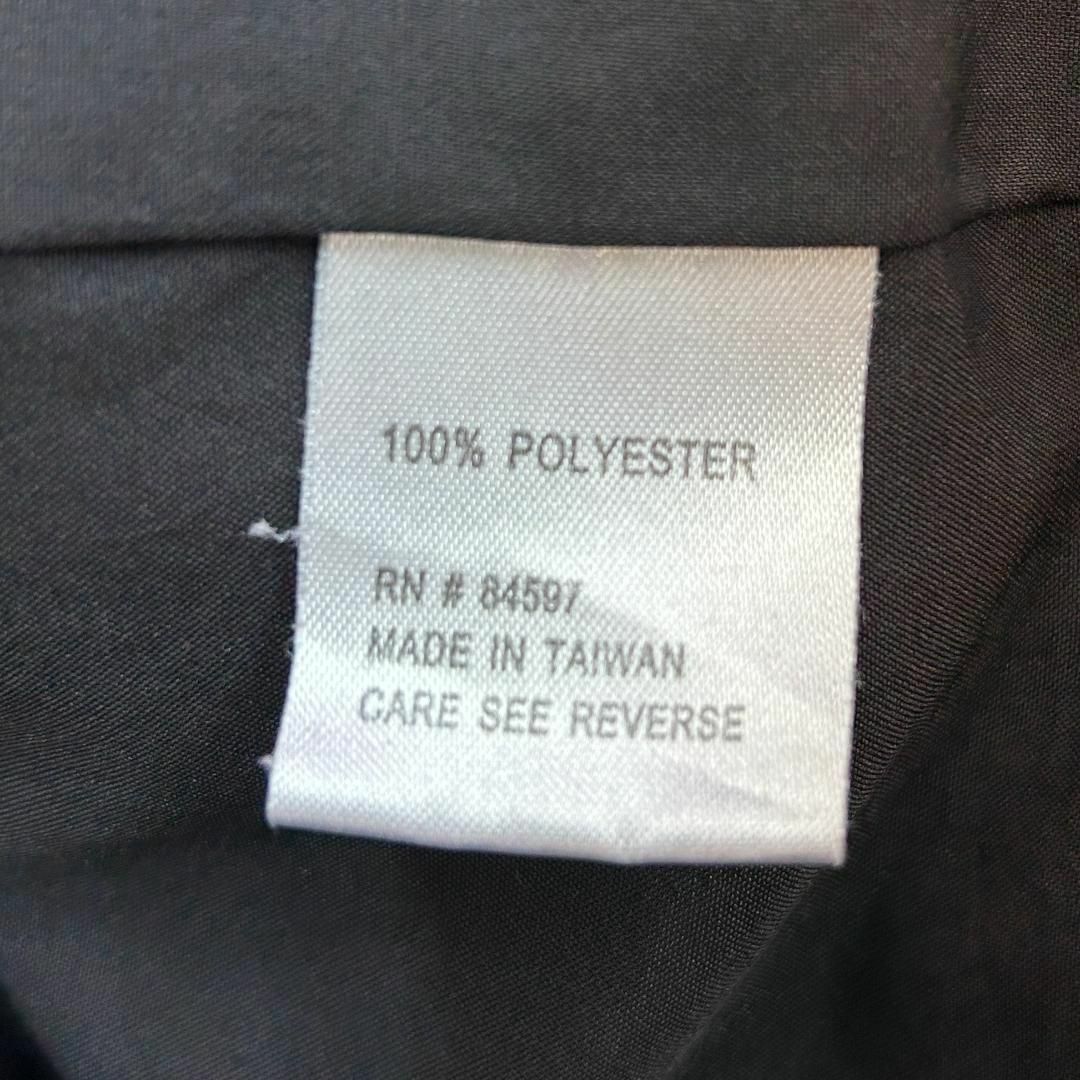 100% POLYESTER
RN # 84597
MADE IN TAIWAN
CARE SEE REVERSE